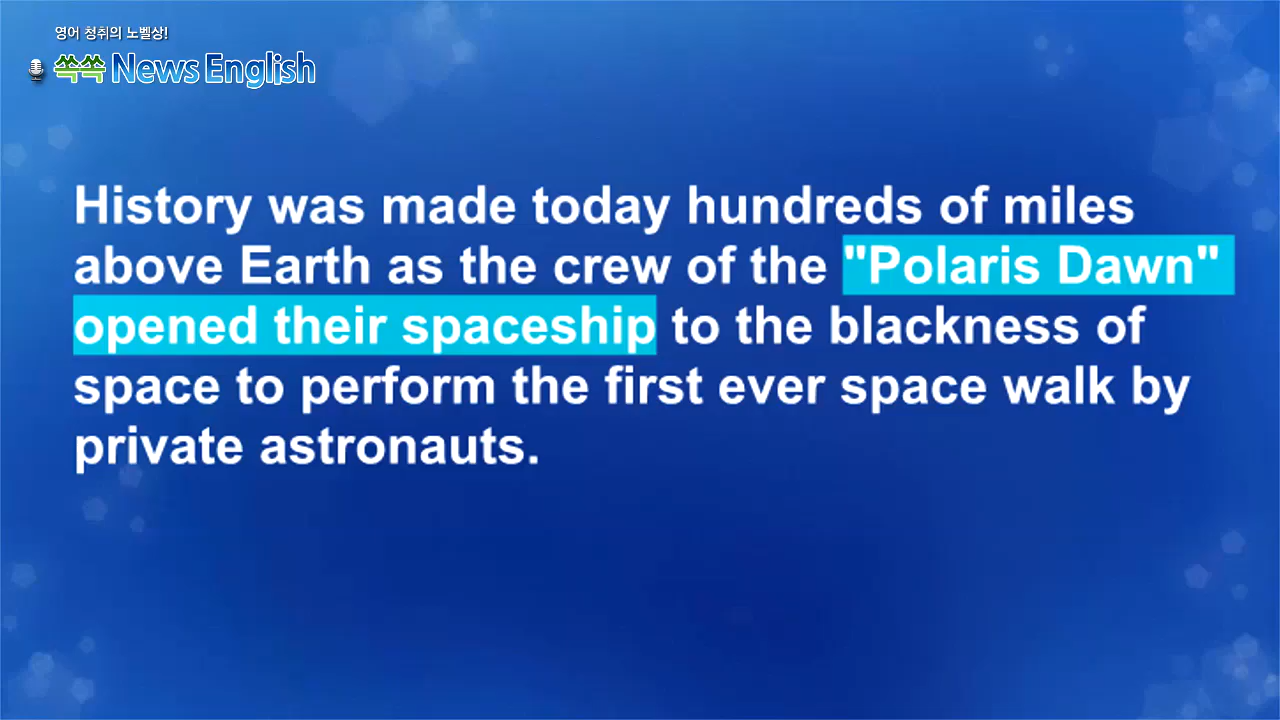 영어 청취의 노벨상!
쏙쏙 News English
History was made today hundreds of miles
above Earth as the crew of the "Polaris Dawn"
opened their spaceship to the blackness of
space to perform the first ever space walk by
private astronauts.